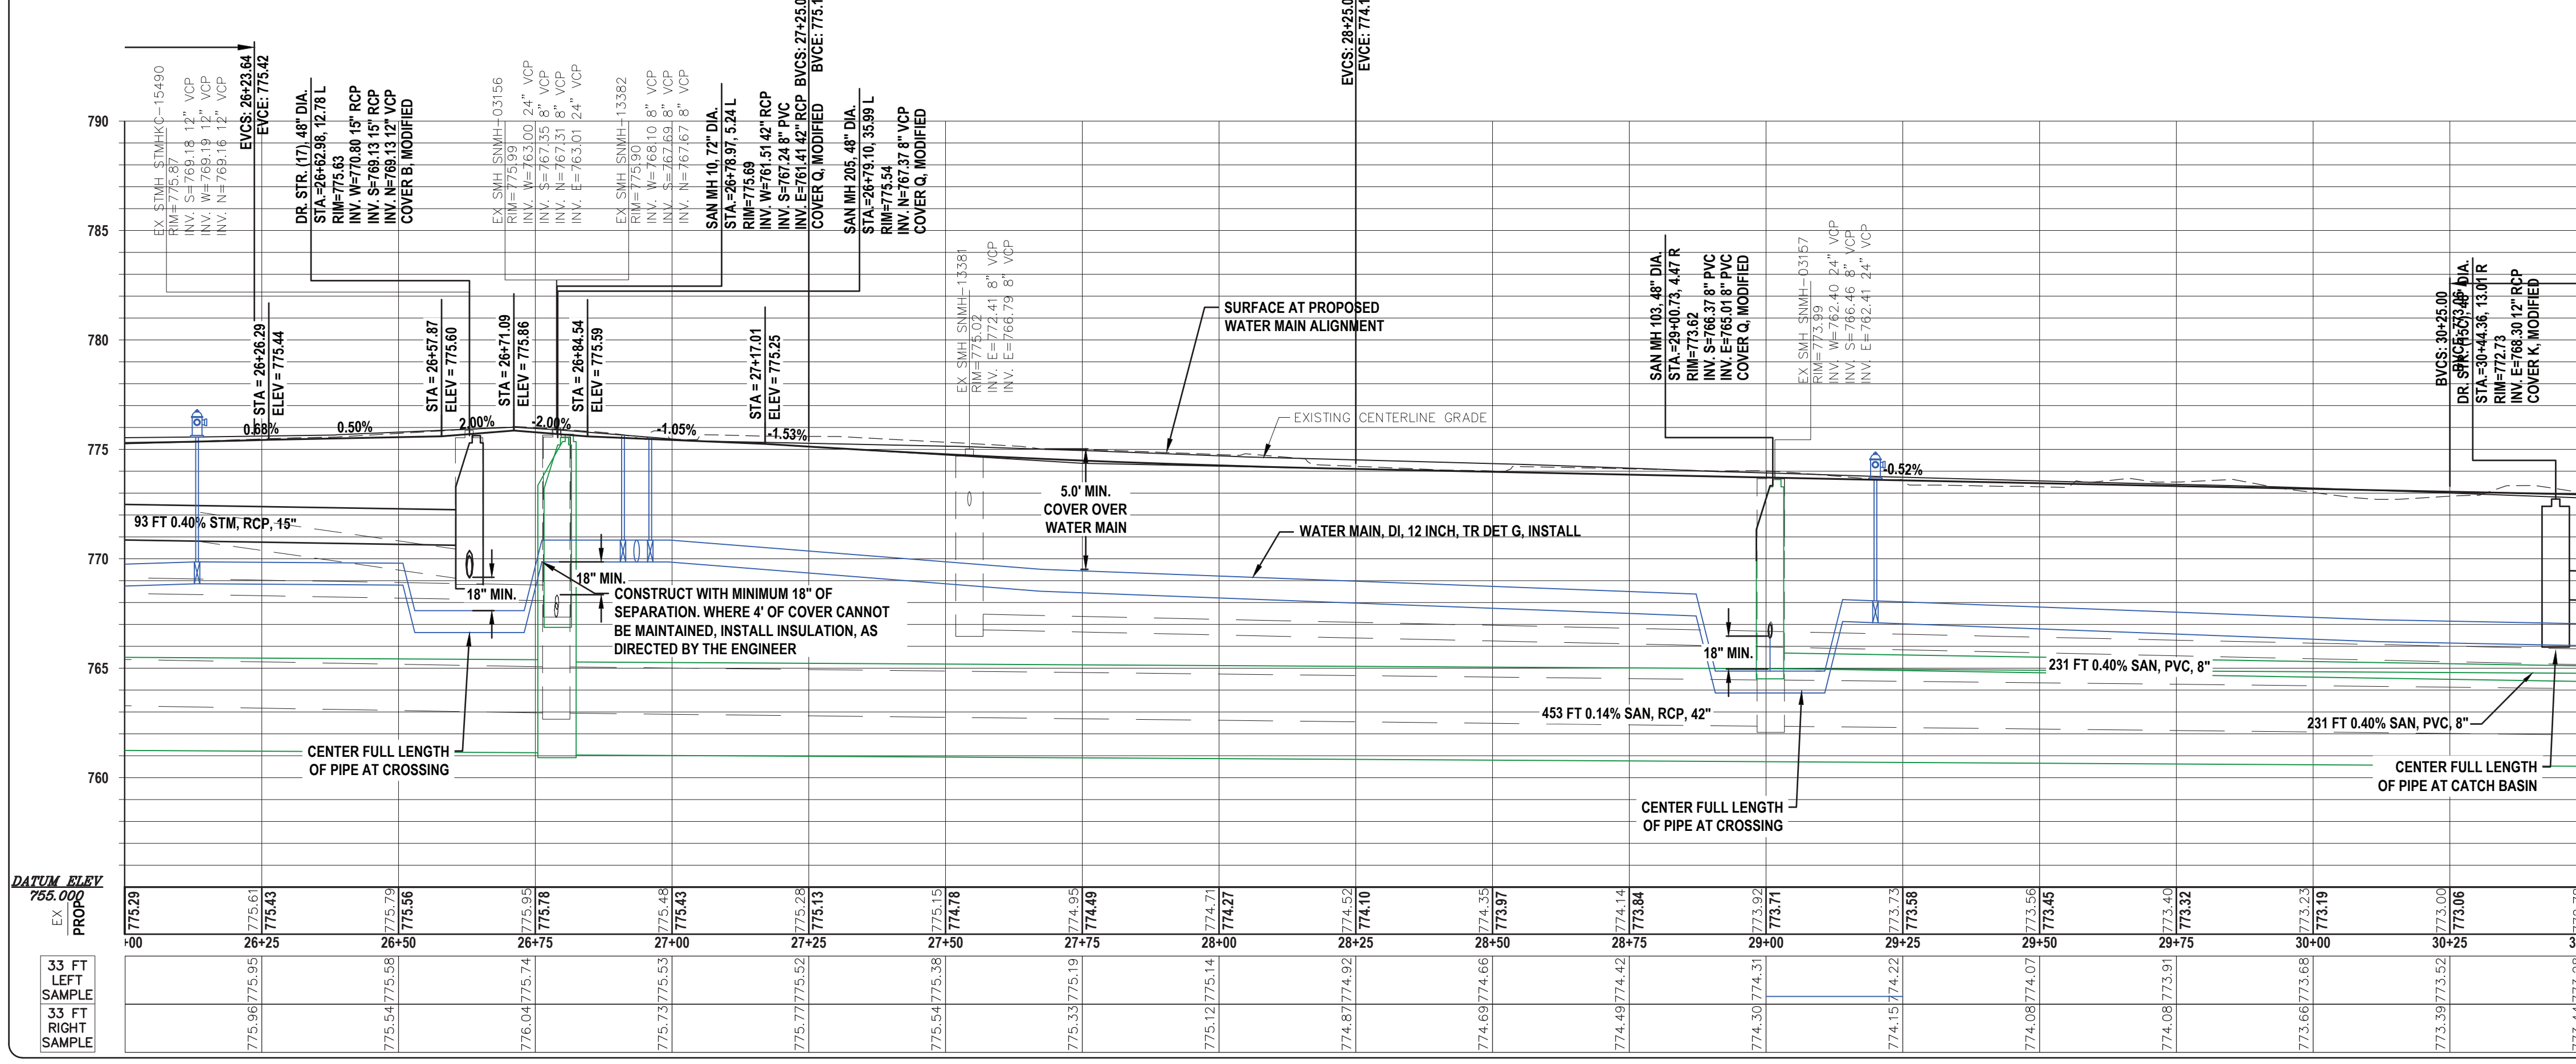 EX STMH STMHKC-15490
RIM=775.87
INV. S=769.18 12" VCP
INV. W=769.19 12" VCP
INV. N=769.16 12" VCP
EVCS: 26+23.64
EVCE: 775.42
DR. STR. (17), 48" DIA.
STA.=26+62.98, 12.78 L
RIM=775.63
INV. W=770.80 15" RCP
INV. S=769.13 15" RCP
INV. N=769.13 12" VCP
COVER B, MODIFIED
EX SMH SNMH-03156
RIM=775.99
INV. W=763.00 24" VCP
INV. S=767.35 8" VCP
INV. N=767.31 8" VCP
INV. E=763.01 24" VCP
EX SMH SNMH-13382
RIM=775.90
INV. W=768.10 8" VCP
INV. S=767.69 8" VCP
INV. N=767.67 8" VCP
SAN MH 10, 72" DIA.
STA.=26+78.97, 5.24 L
RIM=775.69
INV. W=761.51 42" RCP
INV. S=767.24 8" PVC
INV. E=761.41 42" RCP
COVER Q, MODIFIED
BVCS: 27+25.0
BVCE: 775.1
SAN MH 205, 48" DIA.
STA.=26+79.10, 35.99 L
RIM=775.54
INV. N=767.37 8" VCP
COVER Q, MODIFIED
EX SMH SNMH-13381
RIM=775.02
INV. E=772.41 8" VCP
INV. E=766.79 8" VCP
EVCS: 28+25.0
EVCE: 774.1
SAN MH 103, 48" DIA.
STA.=29+00.73, 4.47 R
RIM=773.62
INV. S=766.37 8" PVC
INV. E=765.01 8" PVC
COVER Q, MODIFIED
EX SMH SNMH-03157
RIM=773.99
INV. W=762.40 24" VCP
INV. S=766.46 8" VCP
INV. E=762.41 24" VCP
BVCS: 30+25.00
BVCE: 773.06
DR. STR. (15C), 48" DIA.
STA.=30+44.36, 13.01 R
RIM=772.73
INV. E=768.30 12" RCP
COVER K, MODIFIED
790
785
780
775
770
765
760
STA = 26+26.29
ELEV = 775.44
STA = 26+57.87
ELEV = 775.60
STA = 26+71.09
ELEV = 775.86
STA = 26+84.54
ELEV = 775.59
STA = 27+17.01
ELEV = 775.25
0.68%
0.50%
2.00%
-2.00%
-1.05%
-1.53%
-0.52%
SURFACE AT PROPOSED
WATER MAIN ALIGNMENT
EXISTING CENTERLINE GRADE
5.0' MIN.
COVER OVER
WATER MAIN
WATER MAIN, DI, 12 INCH, TR DET G, INSTALL
93 FT 0.40% STM, RCP, 15"
18" MIN.
18" MIN.
CONSTRUCT WITH MINIMUM 18" OF
SEPARATION. WHERE 4' OF COVER CANNOT
BE MAINTAINED, INSTALL INSULATION, AS
DIRECTED BY THE ENGINEER
18" MIN.
231 FT 0.40% SAN, PVC, 8"
453 FT 0.14% SAN, RCP, 42"
231 FT 0.40% SAN, PVC, 8"
CENTER FULL LENGTH
OF PIPE AT CROSSING
CENTER FULL LENGTH
OF PIPE AT CROSSING
CENTER FULL LENGTH
OF PIPE AT CATCH BASIN
DATUM ELEV
755.000
EX
PROP
775.29
775.61 775.43
775.79 775.56
775.95 775.78
775.48 775.43
775.28 775.13
775.15 774.78
774.95 774.49
774.71 774.27
774.52 774.10
774.35 773.97
774.14 773.84
773.92 773.71
773.73 773.58
773.56 773.45
773.40 773.32
773.23 773.19
773.00 773.06
+00 26+25 26+50 26+75 27+00 27+25 27+50 27+75 28+00 28+25 28+50 28+75 29+00 29+25 29+50 29+75 30+00 30+25
33 FT
LEFT
SAMPLE
775.95 775.58 775.74 775.53 775.52 775.38 775.19 775.14 774.92 774.66 774.42 774.31 774.22 774.07 773.91 773.68 773.52
33 FT
RIGHT
SAMPLE
775.96 775.54 776.04 775.73 775.77 775.54 775.33 775.12 774.87 774.69 774.49 774.30 774.15 774.08 774.08 773.66 773.39